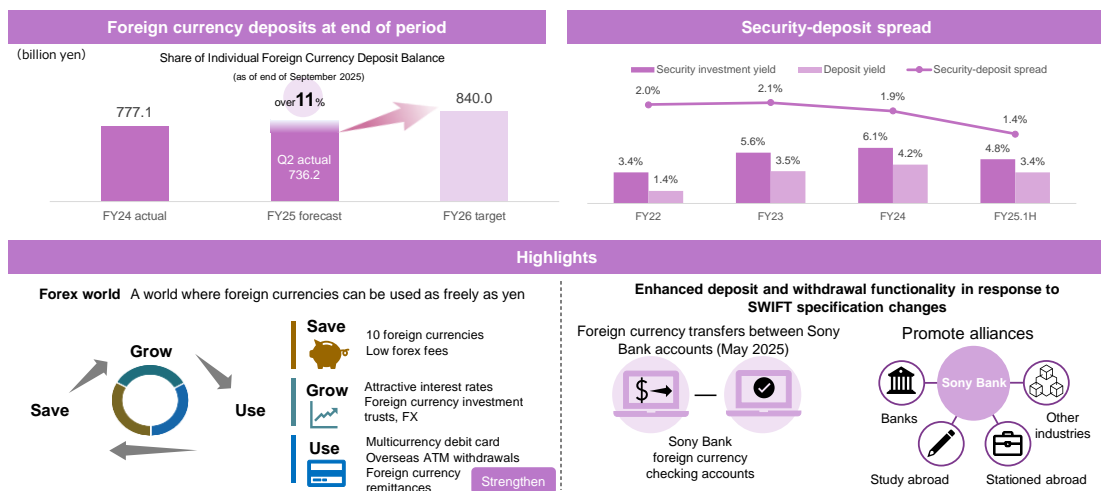 Foreign currency deposits at end of period
（billion yen）
Share of Individual Foreign Currency Deposit Balance
(as of end of September 2025)
over11%
777.1
840.0
Q2 actual
736.2
FY24 actual
FY25 forecast
FY26 target
Security-deposit spread
Security investment yield
Deposit yield
Security-deposit spread
2.0%
2.1%
1.9%
1.4%
3.4%
1.4%
5.6%
3.5%
6.1%
4.2%
4.8%
3.4%
FY22
FY23
FY24
FY25.1H
Highlights
Forex world A world where foreign currencies can be used as freely as yen
Grow
Save
Use
Save
10 foreign currencies
Low forex fees
Grow
Attractive interest rates
Foreign currency investment
trusts, FX
Use
Multicurrency debit card
Overseas ATM withdrawals
Foreign currency
remittances
Strengthen
Enhanced deposit and withdrawal functionality in response to
SWIFT specification changes
Foreign currency transfers between Sony
Bank accounts (May 2025)
$
Sony Bank
foreign currency
checking accounts
Promote alliances
Sony Bank
Banks
Other
industries
Study abroad
Stationed abroad